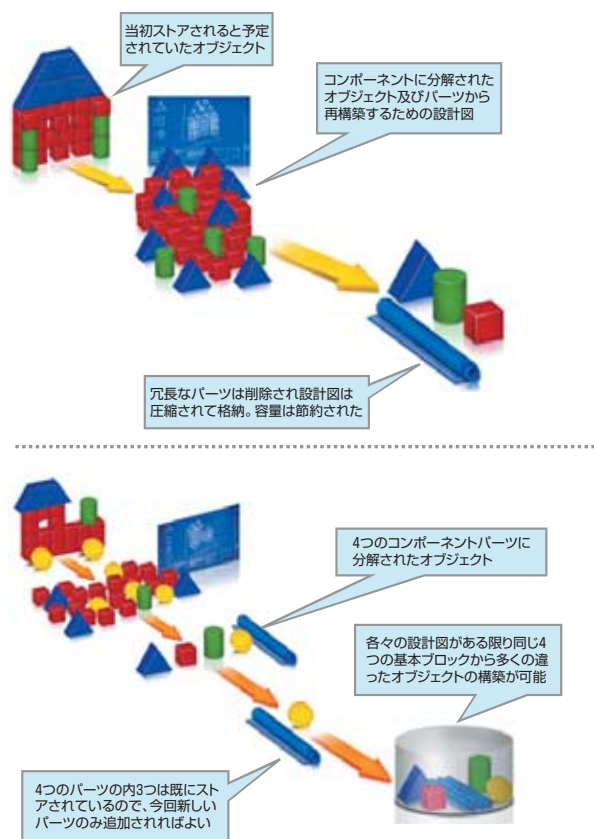 当初ストアされると予定
されていたオブジェクト
コンポーネントに分解された
オブジェクト及びパーツから
再構築するための設計図
冗長なパーツは削除され設計図は
圧縮されて格納。容量は節約された
4つのコンポーネントパーツに
分解されたオブジェクト
各々の設計図がある限り同じ4
つの基本ブロックから多くの違
ったオブジェクトの構築が可能
4つのパーツの内3つは既にスト
アされているので、今回新しい
パーツのみ追加されればよい